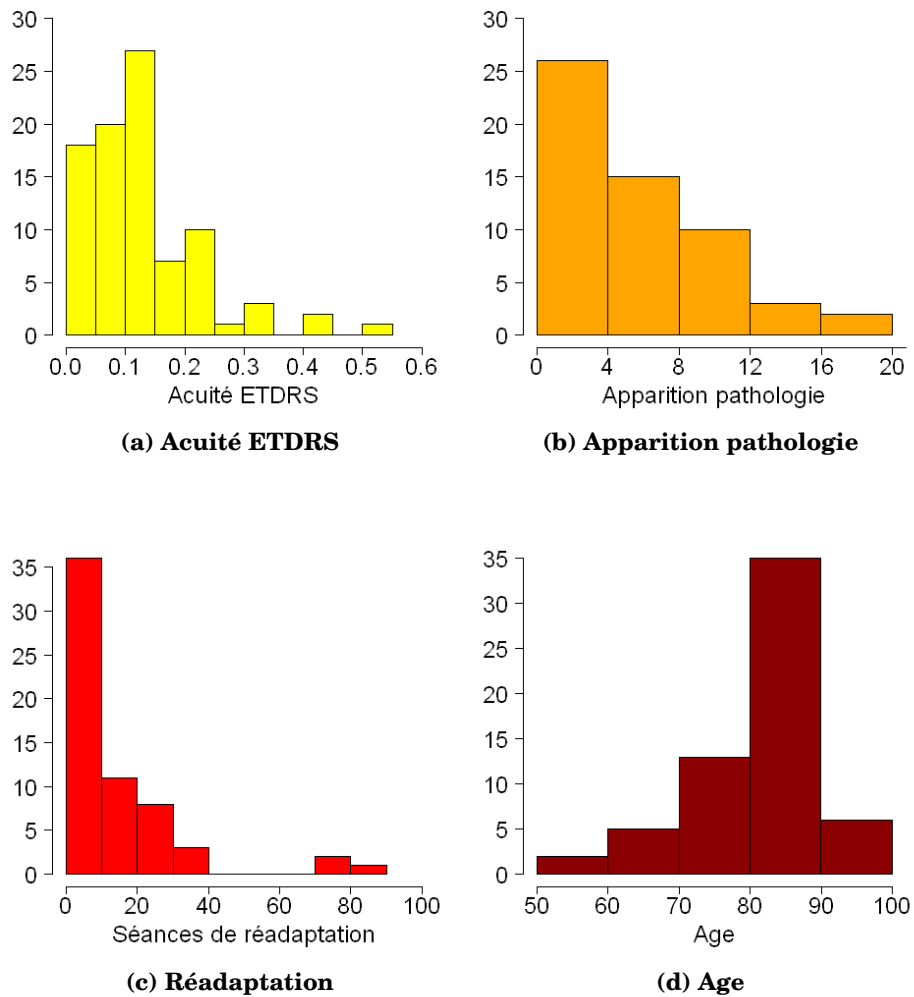 30
25
20
15
10
5
0
0.0 0.1 0.2 0.3 0.4 0.5 0.6
Acuité ETDRS
(a) Acuité ETDRS
30
25
20
15
10
5
0
0 4 8 12 16 20
Apparition pathologie
(b) Apparition pathologie
35
30
25
20
15
10
5
0
0 20 40 60 80 100
Séances de réadaptation
(c) Réadaptation
35
30
25
20
15
10
5
0
50 60 70 80 90 100
Age
(d) Age